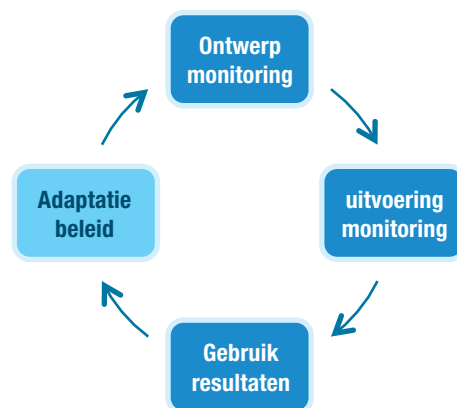 Ontwerp
monitoring
uitvoering
monitoring
Gebruik
resultaten
Adaptatie
beleid